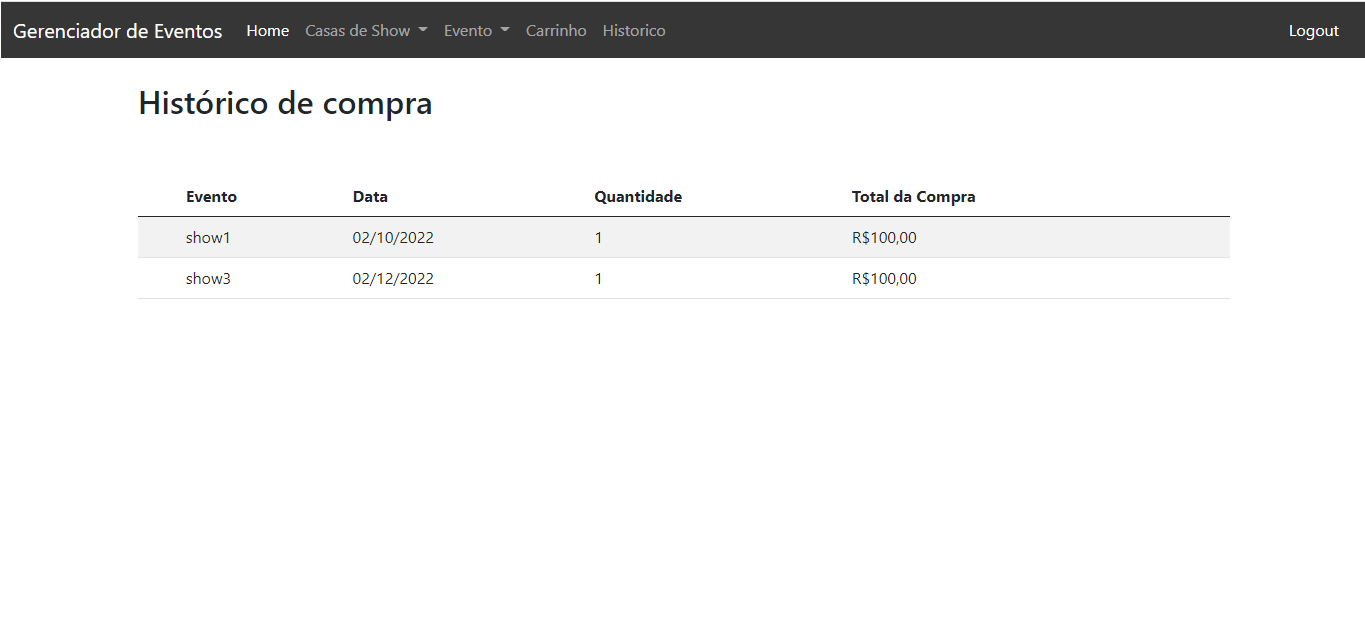 Gerenciador de Eventos Home Casas de Show Evento Carrinho Historico Logout
Histórico de compra
Evento Data Quantidade Total da Compra
show1 02/10/2022 1 R$100,00
show3 02/12/2022 1 R$100,00